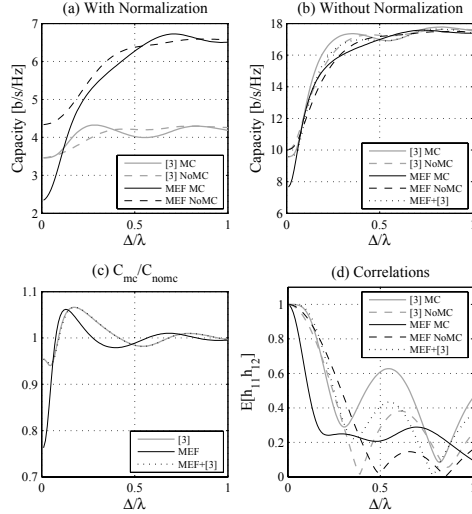 (a) With Normalization
7
6
5
4
3
2
Capacity [b/s/Hz]
[3] MC
[3] NoMC
MEF MC
MEF NoMC
0
0.5
1
Δ/λ
(b) Without Normalization
18
16
14
12
10
8
6
Capacity [b/s/Hz]
[3] MC
[3] NoMC
MEF MC
MEF NoMC
MEF+[3]
0
0.5
1
Δ/λ
(c) C_mc/C_nomc
1.1
1
0.9
0.8
0.7
[3]
MEF
MEF+[3]
0
0.5
1
Δ/λ
(d) Correlations
1
0.8
0.6
0.4
0.2
0
E[h_11h_12]
[3] MC
[3] NoMC
MEF MC
MEF NoMC
MEF+[3]
0
0.5
1
Δ/λ